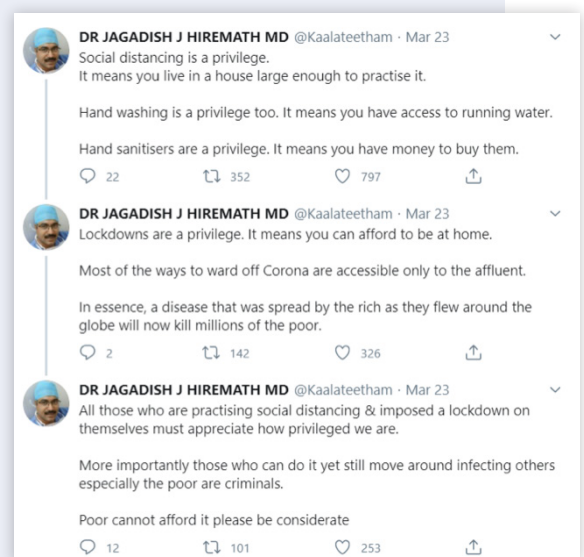 DR JAGADISH J HIREMATH MD @Kaalateetham · Mar 23
Social distancing is a privilege.
It means you live in a house large enough to practise it.
Hand washing is a privilege too. It means you have access to running water.
Hand sanitisers are a privilege. It means you have money to buy them.
22 352 797
DR JAGADISH J HIREMATH MD @Kaalateetham · Mar 23
Lockdowns are a privilege. It means you can afford to be at home.
Most of the ways to ward off Corona are accessible only to the affluent.
In essence, a disease that was spread by the rich as they flew around the
globe will now kill millions of the poor.
2 142 326
DR JAGADISH J HIREMATH MD @Kaalateetham · Mar 23
All those who are practising social distancing & imposed a lockdown on
themselves must appreciate how privileged we are.
More importantly those who can do it yet still move around infecting others
especially the poor are criminals.
Poor cannot afford it please be considerate
12 101 253